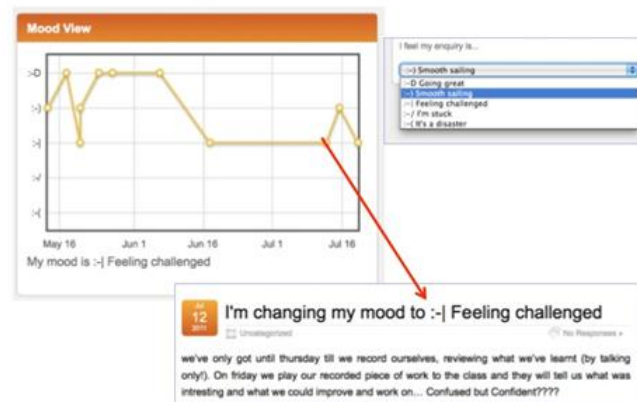 Mood View
:-D
:-)
:-|
:-/
:-(
May 16 Jun 1 Jun 16 Jul 1 Jul 16
My mood is :-| Feeling challenged
I feel my enquiry is...
:-) Smooth sailing
:-D Going great
:-) Smooth sailing
:-| Feeling challenged
:-/ I'm stuck
:-( It's a disaster
Jul
12
2011
I'm changing my mood to :-| Feeling challenged
Uncategorized No Responses »
we've only got until thursday till we record ourselves, reviewing what we've learnt (by talking
only!). On friday we play our recorded piece of work to the class and they will tell us what was
intresting and what we could improve and work on... Confused but Confident????